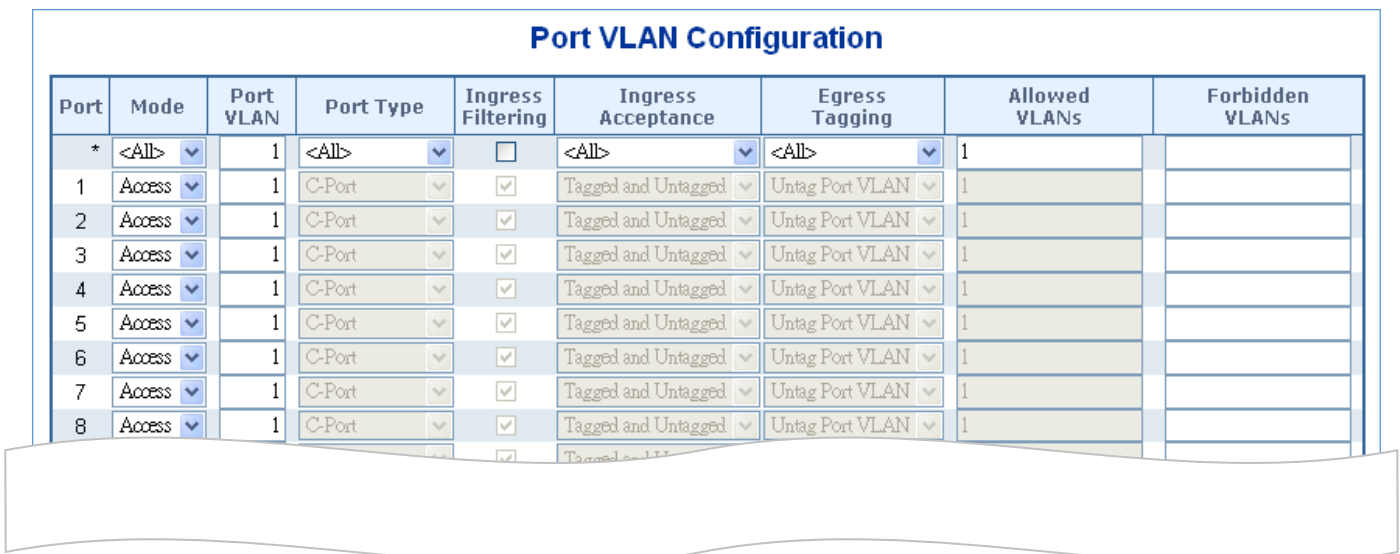 Port VLAN Configuration
Port Mode Port VLAN Port Type Ingress Filtering Ingress Acceptance Egress Tagging Allowed VLANs Forbidden VLANs
* <All> 1 <All> <All> <All> 1
1 Access 1 C-Port Tagged and Untagged Untag Port VLAN 1
2 Access 1 C-Port Tagged and Untagged Untag Port VLAN 1
3 Access 1 C-Port Tagged and Untagged Untag Port VLAN 1
4 Access 1 C-Port Tagged and Untagged Untag Port VLAN 1
5 Access 1 C-Port Tagged and Untagged Untag Port VLAN 1
6 Access 1 C-Port Tagged and Untagged Untag Port VLAN 1
7 Access 1 C-Port Tagged and Untagged Untag Port VLAN 1
8 Access 1 C-Port Tagged and Untagged Untag Port VLAN 1